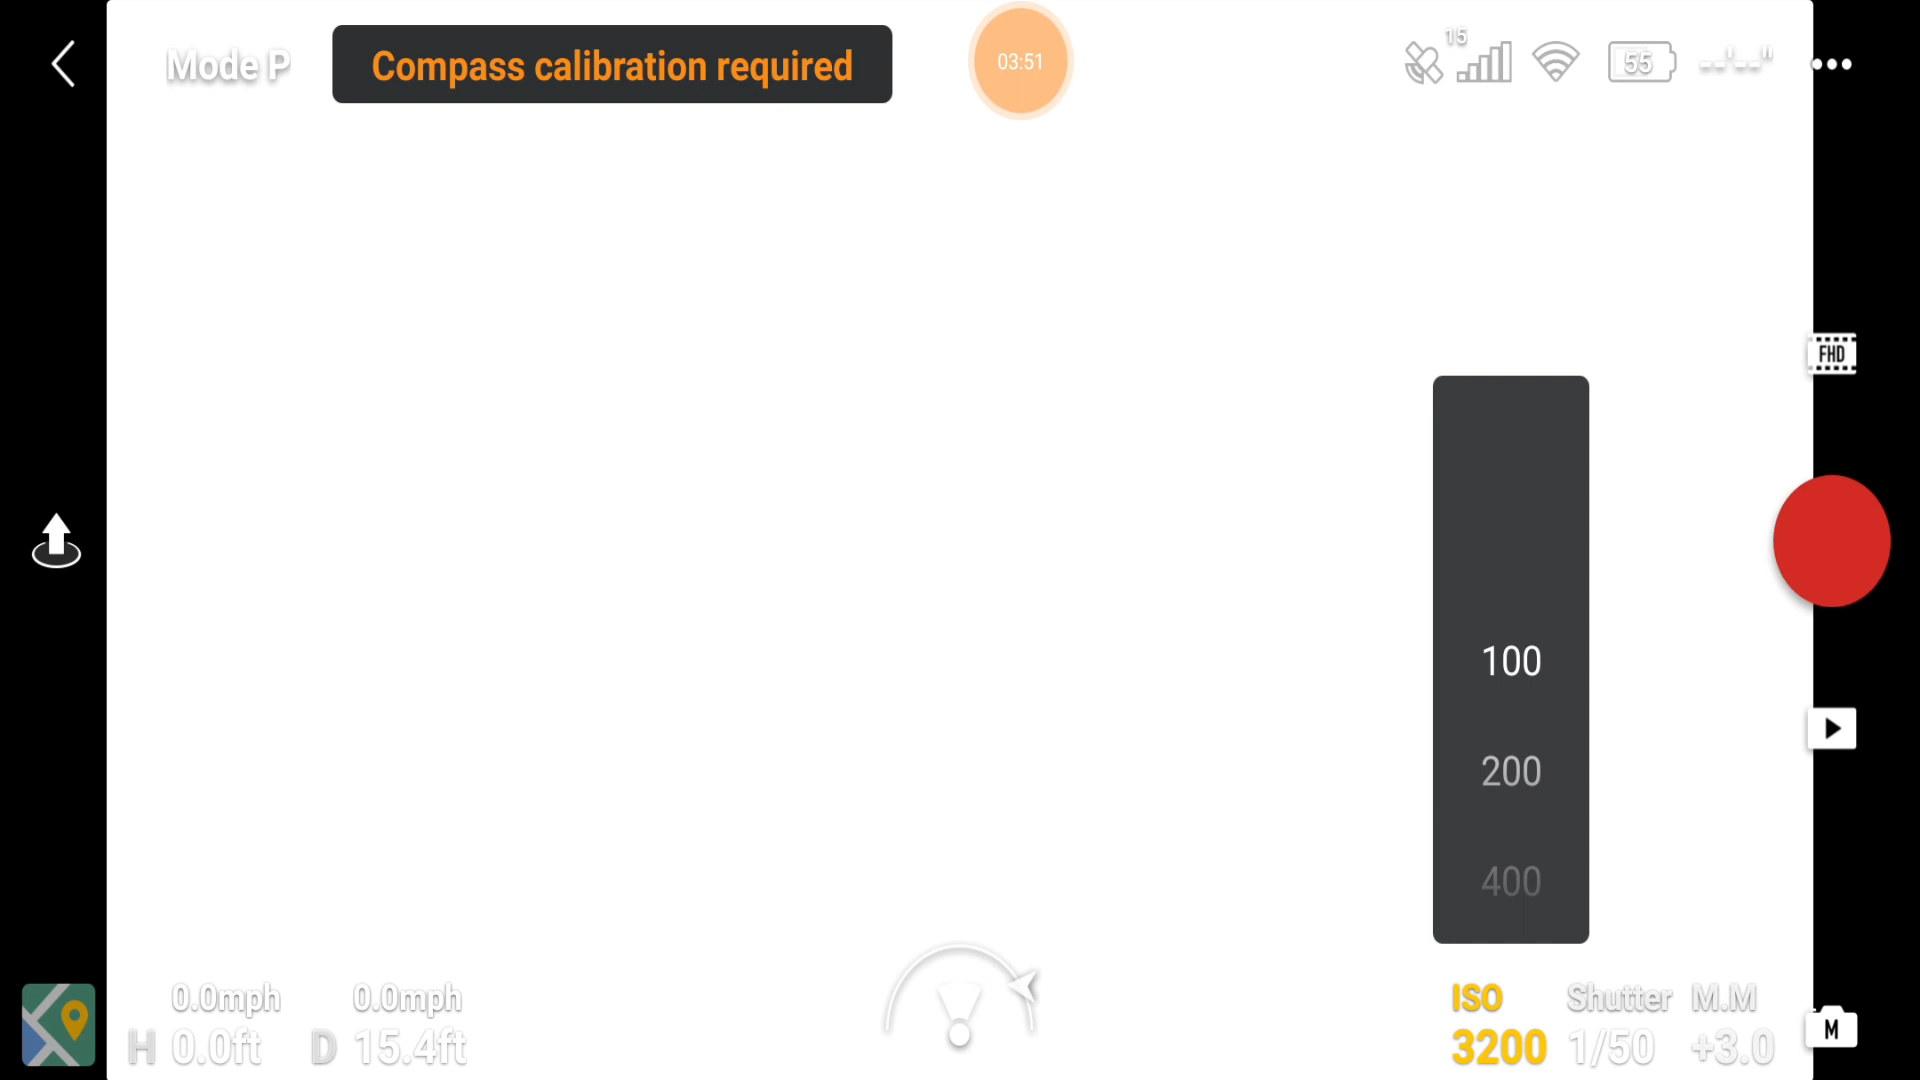 Mode P
Compass calibration required
03:51
15
55
--'--"
FHD
100
200
400
0.0mph 0.0mph
H 0.0ft D 15.4ft
ISO Shutter M.M
3200 1/50 +3.0
M